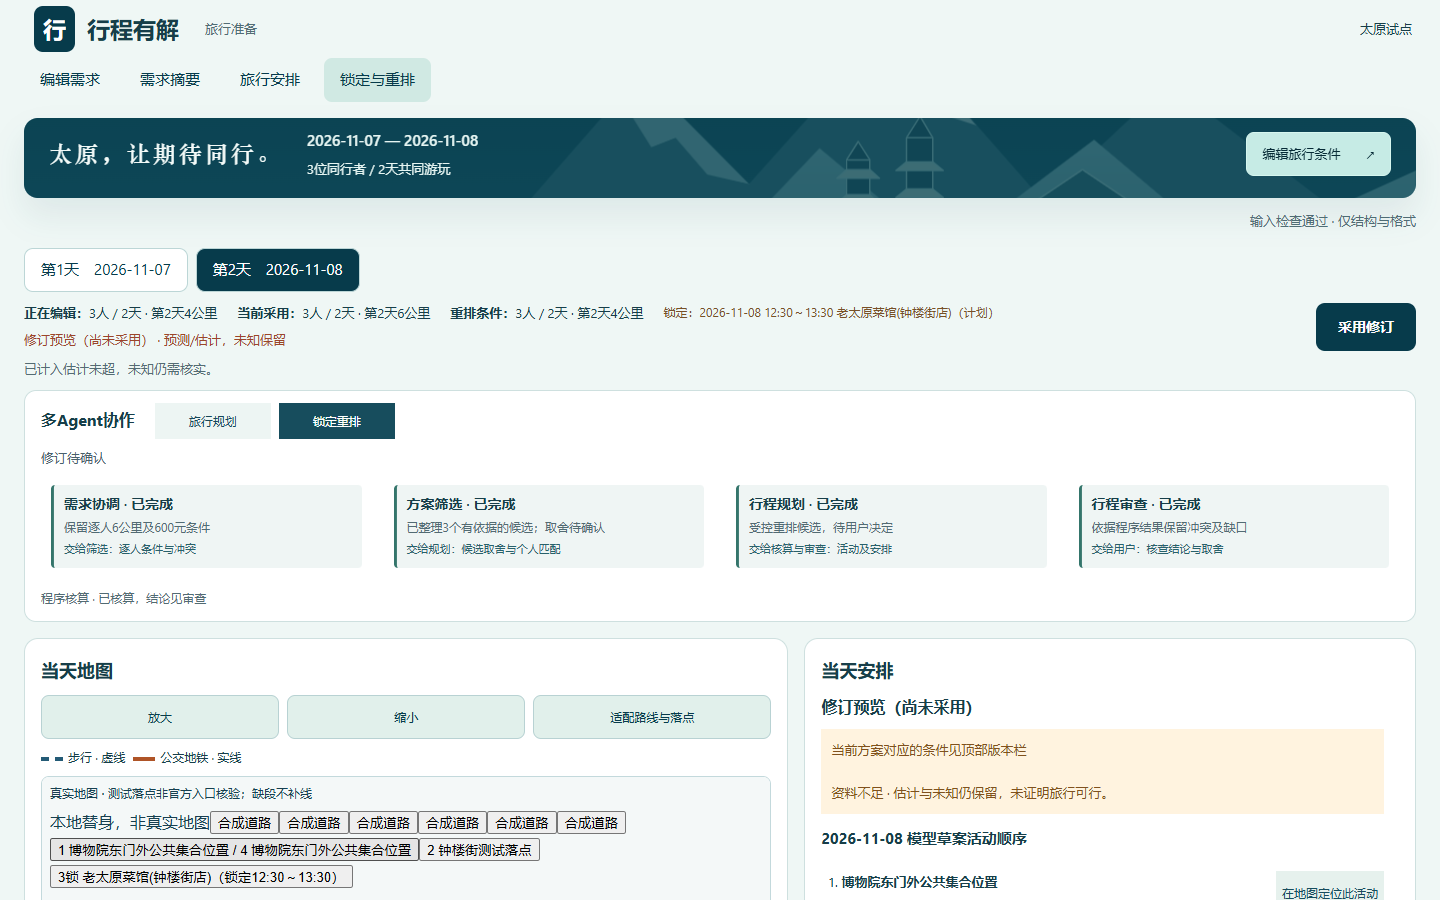 行 行程有解 旅行准备 太原试点
编辑需求 需求摘要 旅行安排 锁定与重排
太原，让期待同行。
2026-11-07 — 2026-11-08
3位同行者 / 2天共同游玩
编辑旅行条件 ↗
输入检查通过 · 仅结构与格式
第1天 2026-11-07 第2天 2026-11-08
正在编辑：3人 / 2天 · 第2天4公里 当前采用：3人 / 2天 · 第2天6公里 重排条件：3人 / 2天 · 第2天4公里 锁定：2026-11-08 12:30～13:30 老太原菜馆(钟楼街店)（计划）
采用修订
修订预览（尚未采用） · 预测/估计，未知保留
已计入估计未超，未知仍需核实。
多Agent协作 旅行规划 锁定重排
修订待确认
需求协调 · 已完成
保留逐人6公里及600元条件
交给筛选：逐人条件与冲突
方案筛选 · 已完成
已整理3个有依据的候选；取舍待确认
交给规划：候选取舍与个人匹配
行程规划 · 已完成
受控重排候选，待用户决定
交给核算与审查：活动及安排
行程审查 · 已完成
依据程序结果保留冲突及缺口
交给用户：核查结论与取舍
程序核算 · 已核算，结论见审查
当天地图
放大 缩小 适配路线与落点
步行 · 虚线 公交地铁 · 实线
真实地图 · 测试落点非官方入口核验；缺段不补线
本地替身，非真实地图 合成道路 合成道路 合成道路 合成道路 合成道路 合成道路
1 博物院东门外公共集合位置 / 4 博物院东门外公共集合位置 2 钟楼街测试落点
3锁 老太原菜馆(钟楼街店)（锁定12:30～13:30）
当天安排
修订预览（尚未采用）
当前方案对应的条件见顶部版本栏
资料不足 · 估计与未知仍保留，未证明旅行可行。
2026-11-08 模型草案活动顺序
1. 博物院东门外公共集合位置
在地图定位此活动